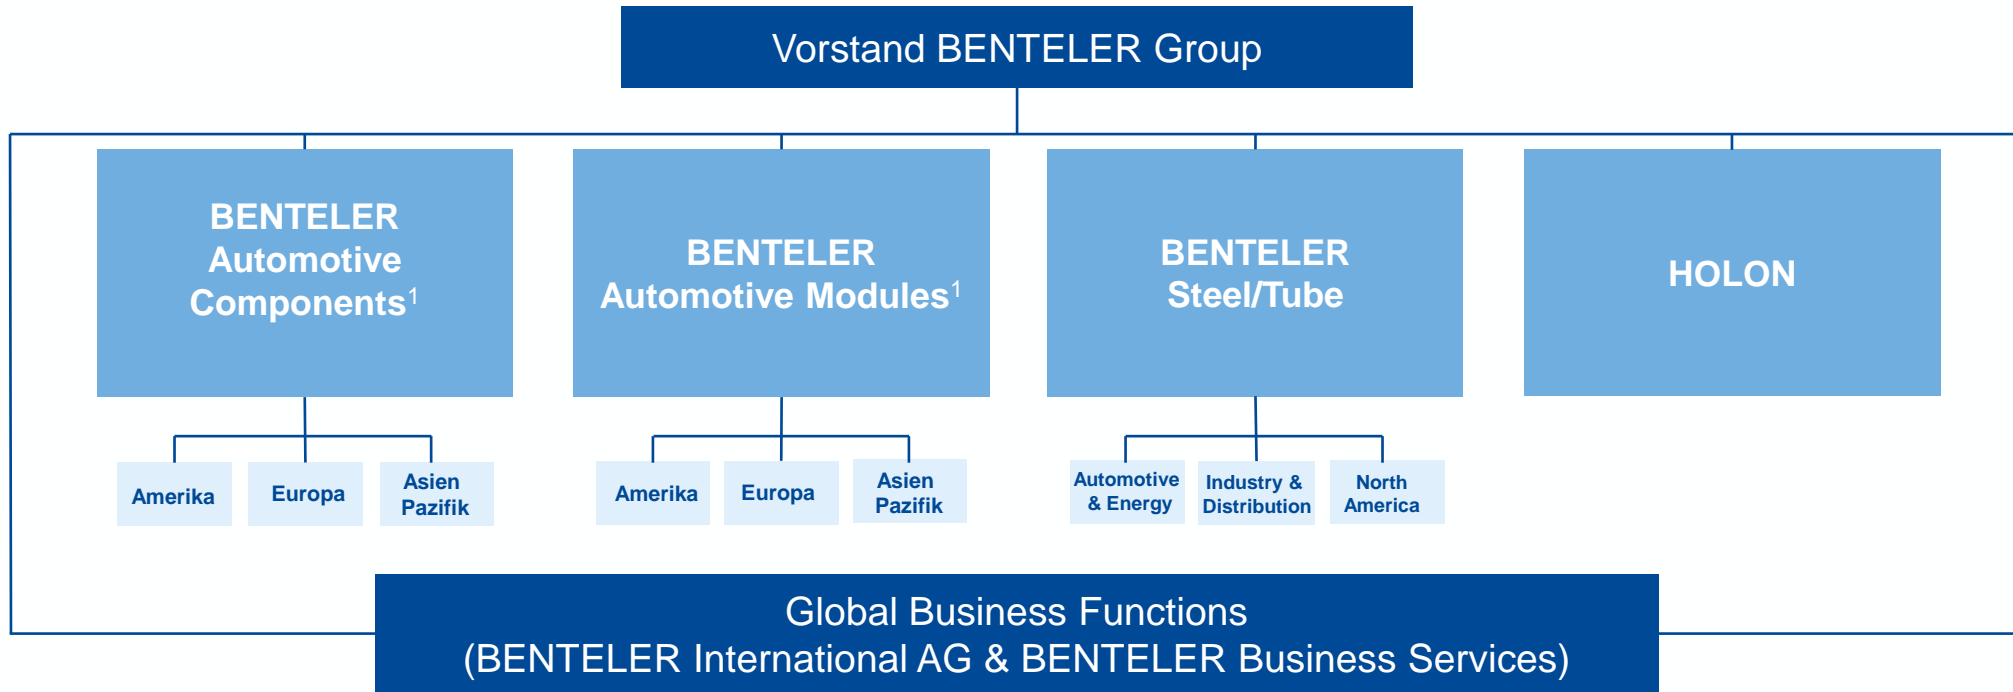 Vorstand BENTELER Group
BENTELER
Automotive
Components¹
BENTELER
Automotive Modules¹
BENTELER
Steel/Tube
HOLON
Amerika
Europa
Asien
Pazifik
Amerika
Europa
Asien
Pazifik
Automotive
& Energy
Industry &
Distribution
North
America
Global Business Functions
(BENTELER International AG & BENTELER Business Services)